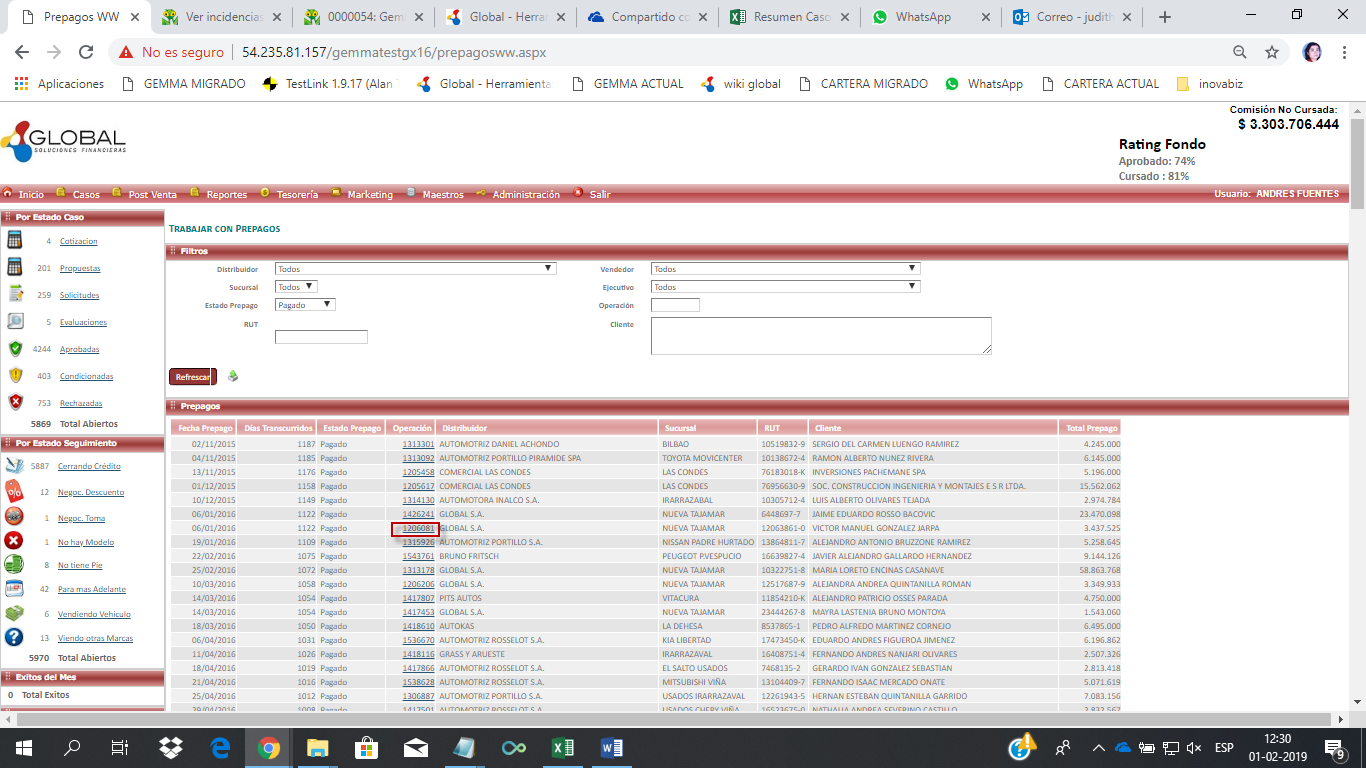 Prepagos WW
Ver incidencias
0000054: Gem
Global - Herra
Compartido co
Resumen Caso
WhatsApp
Correo - judith
No es seguro | 54.235.81.157/gemmatestgx16/prepagosww.aspx
Aplicaciones GEMMA MIGRADO TestLink 1.9.17 (Alan Global - Herramienta GEMMA ACTUAL wiki global CARTERA MIGRADO WhatsApp CARTERA ACTUAL inovabiz
Comisión No Cursada:
$ 3.303.706.444
GLOBAL
SOLUCIONES FINANCIERAS
Rating Fondo
Aprobado: 74%
Cursado : 81%
Inicio Casos Post Venta Reportes Tesorería Marketing Maestros Administración Salir Usuario: ANDRES FUENTES
Por Estado Caso
4 Cotizacion
201 Propuestas
259 Solicitudes
5 Evaluaciones
4244 Aprobadas
403 Condicionadas
753 Rechazadas
5869 Total Abiertos
Por Estado Seguimiento
5887 Cerrando Crédito
12 Negoc. Descuento
1 Negoc. Toma
1 No hay Modelo
8 No tiene Pie
42 Para mas Adelante
6 Vendiendo Vehiculo
13 Viendo otras Marcas
5970 Total Abiertos
Exitos del Mes
0 Total Exitos
TRABAJAR CON PREPAGOS
Filtros
Distribuidor Todos Vendedor Todos
Sucursal Todos Ejecutivo Todos
Estado Prepago Pagado Operación
RUT Cliente
Refrescar
Prepagos
Fecha Prepago Días Transcurridos Estado Prepago Operación Distribuidor Sucursal RUT Cliente Total Prepago
02/11/2015 1187 Pagado 1313301 AUTOMOTRIZ DANIEL ACHONDO BILBAO 10519832-9 SERGIO DEL CARMEN LUENGO RAMIREZ 4.245.000
04/11/2015 1185 Pagado 1313092 AUTOMOTRIZ PORTILLO PIRAMIDE SPA TOYOTA MOVICENTER 10138672-4 RAMON ALBERTO NUNEZ RIVERA 6.145.000
13/11/2015 1176 Pagado 1205458 COMERCIAL LAS CONDES LAS CONDES 76183018-K INVERSIONES PACHEMANE SPA 5.196.000
01/12/2015 1158 Pagado 1205617 COMERCIAL LAS CONDES LAS CONDES 76956630-9 SOC. CONSTRUCCION INGENIERIA Y MONTAJES E S R LTDA. 15.562.062
10/12/2015 1149 Pagado 1314130 AUTOMOTORA INALCO S.A. IRARRAZABAL 10305712-4 LUIS ALBERTO OLIVARES TEJADA 2.974.784
06/01/2016 1122 Pagado 1426241 GLOBAL S.A. NUEVA TAJAMAR 6448697-7 JAIME EDUARDO ROSSO BACOVIC 23.470.098
06/01/2016 1122 Pagado 1206081 GLOBAL S.A. NUEVA TAJAMAR 12063861-0 VICTOR MANUEL GONZALEZ JARPA 3.437.525
19/01/2016 1109 Pagado 1315926 AUTOMOTRIZ PORTILLO S.A. NISSAN PADRE HURTADO 13864811-7 ALEJANDRO ANTONIO BRUZZONE RAMIREZ 5.258.645
22/02/2016 1075 Pagado 1543761 BRUNO FRITSCH PEUGEOT P.VESPUCIO 16639827-4 JAVIER ALEJANDRO GALLARDO HERNANDEZ 9.144.126
25/02/2016 1072 Pagado 1313178 GLOBAL S.A. NUEVA TAJAMAR 10322751-8 MARIA LORETO ENCINAS CASANAVE 58.863.768
10/03/2016 1058 Pagado 1206206 GLOBAL S.A. NUEVA TAJAMAR 12517687-9 ALEJANDRA ANDREA QUINTANILLA ROMAN 3.349.933
14/03/2016 1054 Pagado 1417807 PITS AUTOS VITACURA 11854210-K ALEJANDRO PATRICIO OSSES PARADA 4.750.000
14/03/2016 1054 Pagado 1417453 GLOBAL S.A. NUEVA TAJAMAR 23444267-8 MAYRA LASTENIA BRUNO MONTOYA 1.543.060
18/03/2016 1050 Pagado 1418610 AUTOKAS LA DEHESA 8537865-1 PEDRO ALFREDO MARTINEZ CORNEJO 6.495.000
06/04/2016 1031 Pagado 1536670 AUTOMOTRIZ ROSSELOT S.A. KIA LIBERTAD 17473450-K EDUARDO ANDRES FIGUEROA JIMENEZ 6.196.862
11/04/2016 1026 Pagado 1418116 GRASS Y ARUESTE IRARRAZAVAL 16408751-4 FERNANDO ANDRES NANJARI OLIVARES 2.507.326
18/04/2016 1019 Pagado 1417866 AUTOMOTRIZ ROSSELOT S.A. EL SALTO USADOS 7468135-2 GERARDO IVAN GONZALEZ SEBASTIAN 2.813.418
21/04/2016 1016 Pagado 1538628 AUTOMOTRIZ ROSSELOT S.A. MITSUBISHI VIÑA 13104409-7 FERNANDO ISAAC MERCADO ONATE 5.071.619
25/04/2016 1012 Pagado 1306887 AUTOMOTRIZ PORTILLO S.A. USADOS IRARRAZAVAL 12261943-5 HERNAN ESTEBAN QUINTANILLA GARRIDO 7.083.156
29/04/2016 1008 Pagado 1417501 AUTOMOTRIZ ROSSELOT S.A. USADOS CHERY VIÑA 16523675-0 NATHALIA ANDREA SEVERINO CASTILLO 2.832.567
ESP
12:30
01-02-2019
9